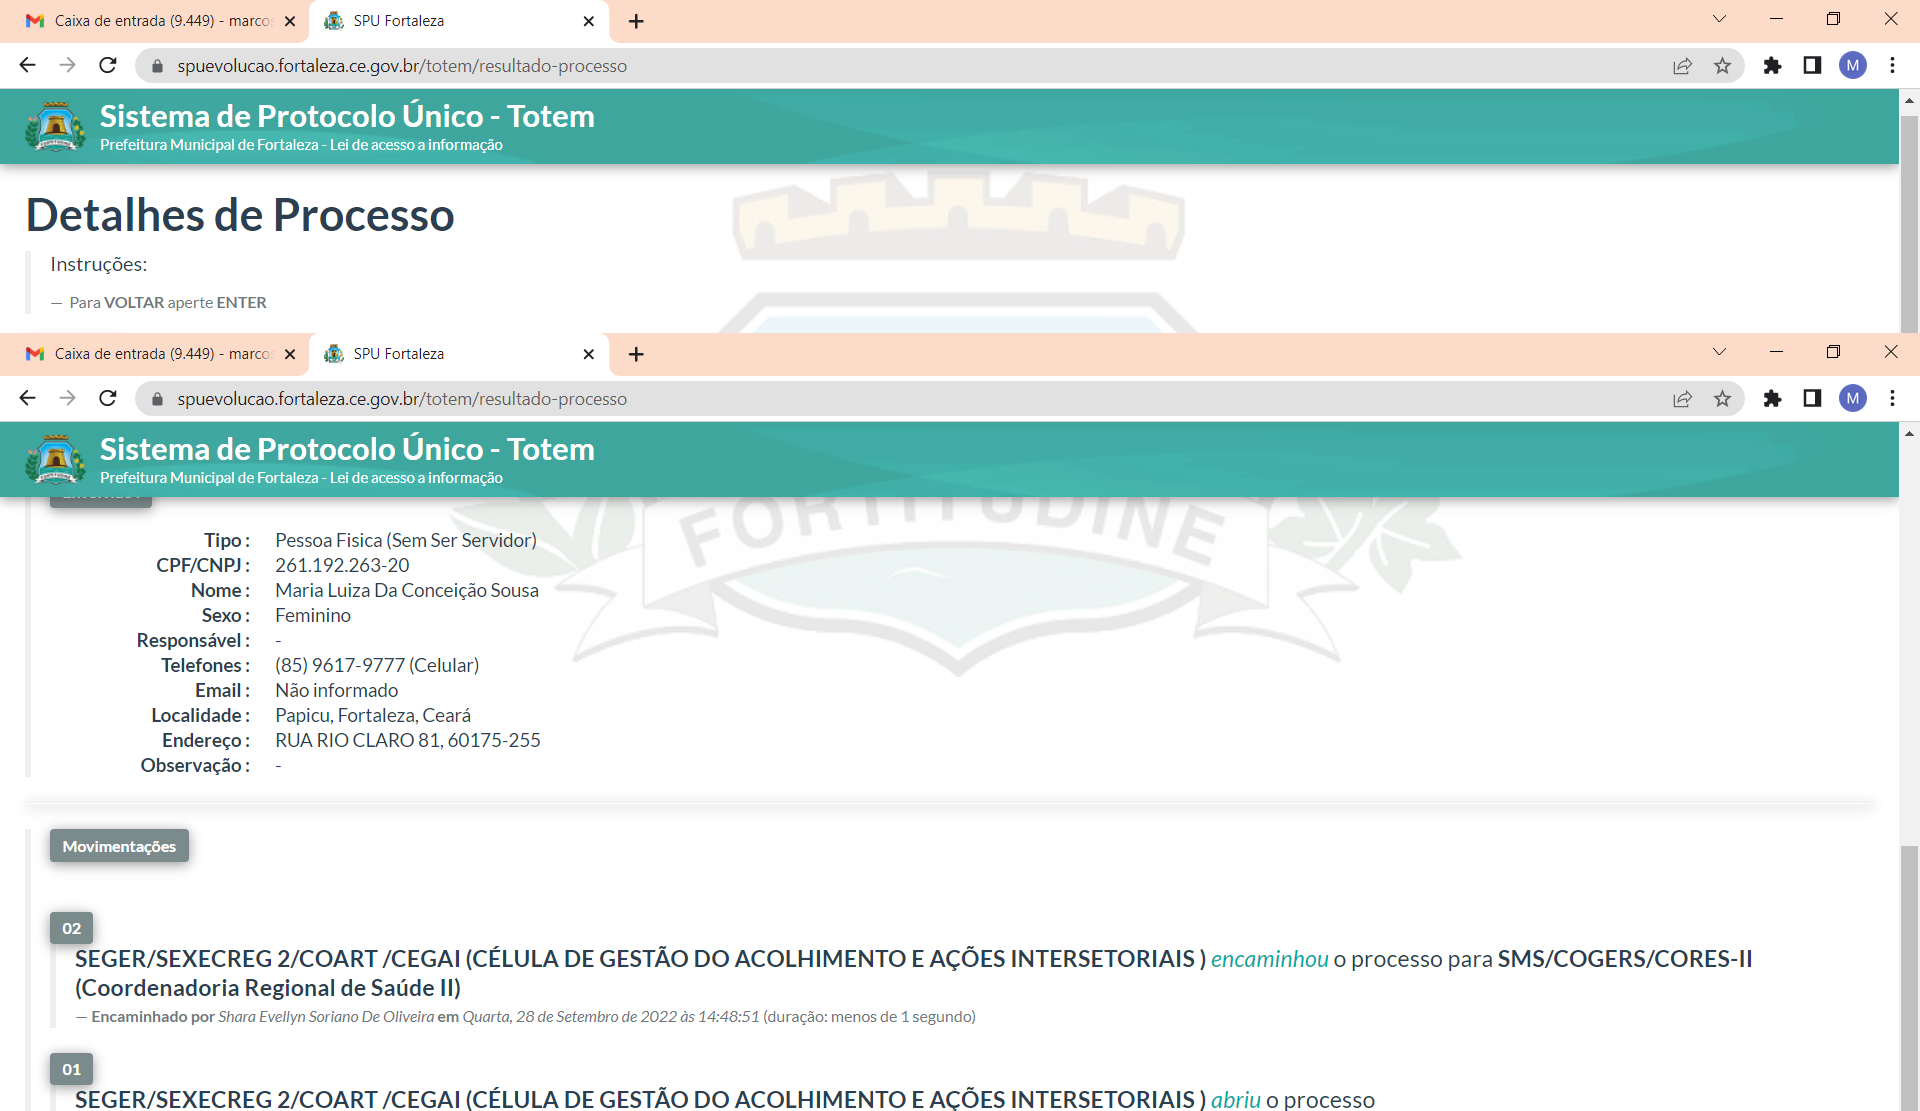 Caixa de entrada (9.449) - marcos
SPU Fortaleza
spuevolucao.fortaleza.ce.gov.br/totem/resultado-processo
M
Sistema de Protocolo Único - Totem
Prefeitura Municipal de Fortaleza - Lei de acesso a informação
Detalhes de Processo
Instruções:
— Para VOLTAR aperte ENTER
Caixa de entrada (9.449) - marcos
SPU Fortaleza
spuevolucao.fortaleza.ce.gov.br/totem/resultado-processo
M
Sistema de Protocolo Único - Totem
Prefeitura Municipal de Fortaleza - Lei de acesso a informação
FORTITUDINE
Tipo : Pessoa Fisica (Sem Ser Servidor)
CPF/CNPJ : 261.192.263-20
Nome : Maria Luiza Da Conceição Sousa
Sexo : Feminino
Responsável : -
Telefones : (85) 9617-9777 (Celular)
Email : Não informado
Localidade : Papicu, Fortaleza, Ceará
Endereço : RUA RIO CLARO 81, 60175-255
Observação : -
Movimentações
02
SEGER/SEXECREG 2/COART /CEGAI (CÉLULA DE GESTÃO DO ACOLHIMENTO E AÇÕES INTERSETORIAIS ) encaminhou o processo para SMS/COGERS/CORES-II
(Coordenadoria Regional de Saúde II)
— Encaminhado por Shara Evellyn Soriano De Oliveira em Quarta, 28 de Setembro de 2022 às 14:48:51 (duração: menos de 1 segundo)
01
SEGER/SEXECREG 2/COART /CEGAI (CÉLULA DE GESTÃO DO ACOLHIMENTO E AÇÕES INTERSETORIAIS ) abriu o processo